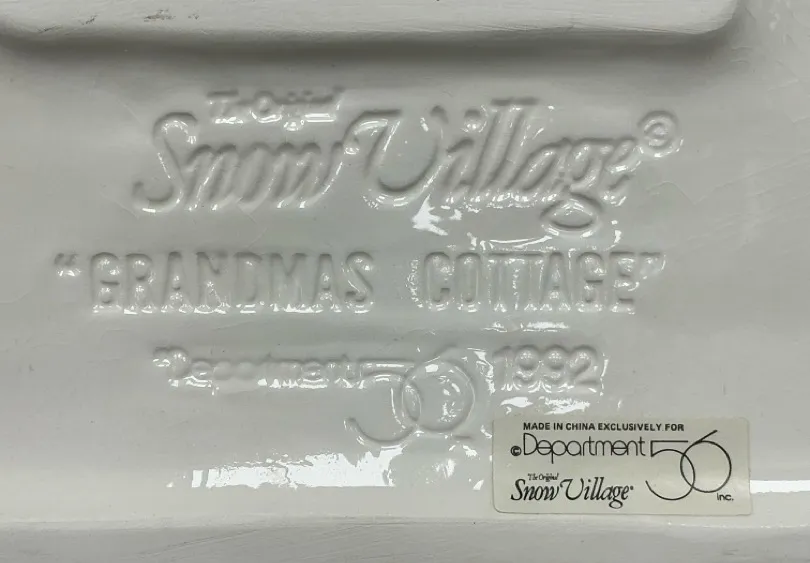 The Original
Snow Village©
"GRANDMAS COTTAGE"
©Department 56 1992
MADE IN CHINA EXCLUSIVELY FOR
©Department 56 inc.
The Original
Snow Village®